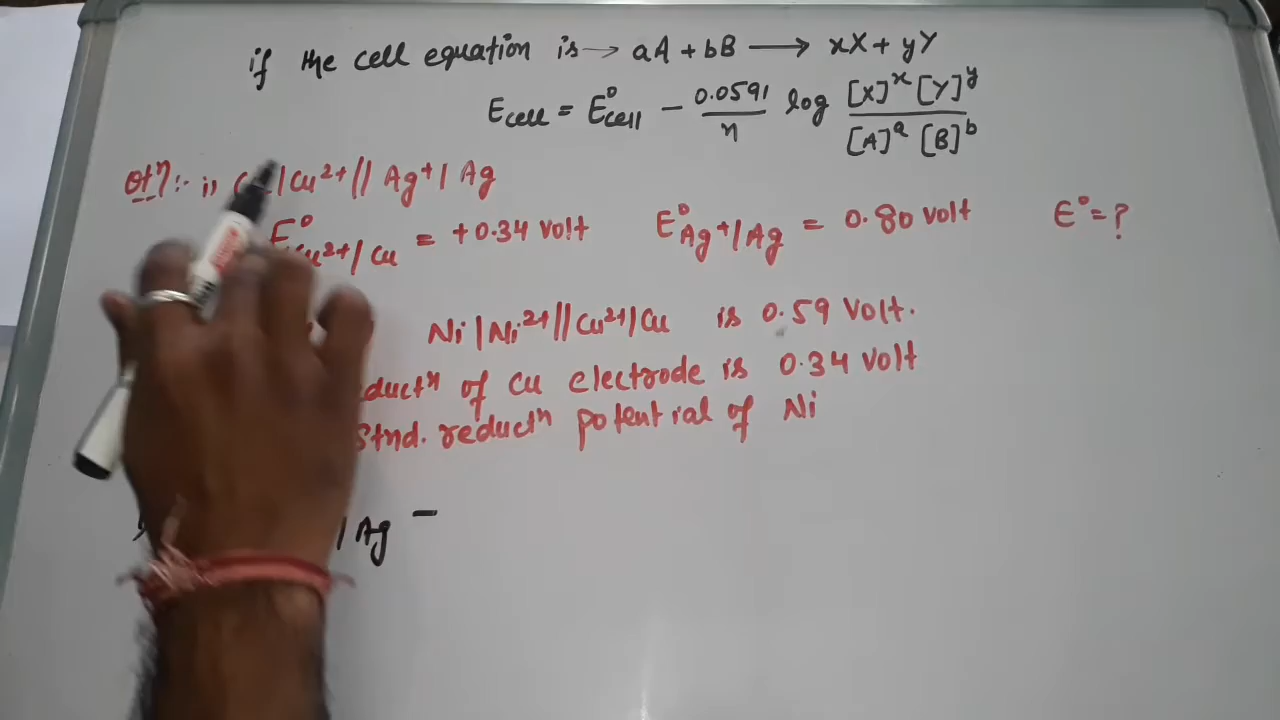 if the cell equation is → aA + bB ⟶ xX + yY
Ecell = E°cell − 0.0591/n log [X]^x [Y]^y / [A]^a [B]^b
i) |Cu2+ || Ag+ | Ag
E° Cu2+/Cu = +0.34 Volt E°Ag+/Ag = 0.80 Volt E° = ?
Ni | Ni2+ || Cu2+ | Cu is 0.59 Volt.
of Cu electrode is 0.34 Volt
Stnd. reductn potential of Ni
/Ag −